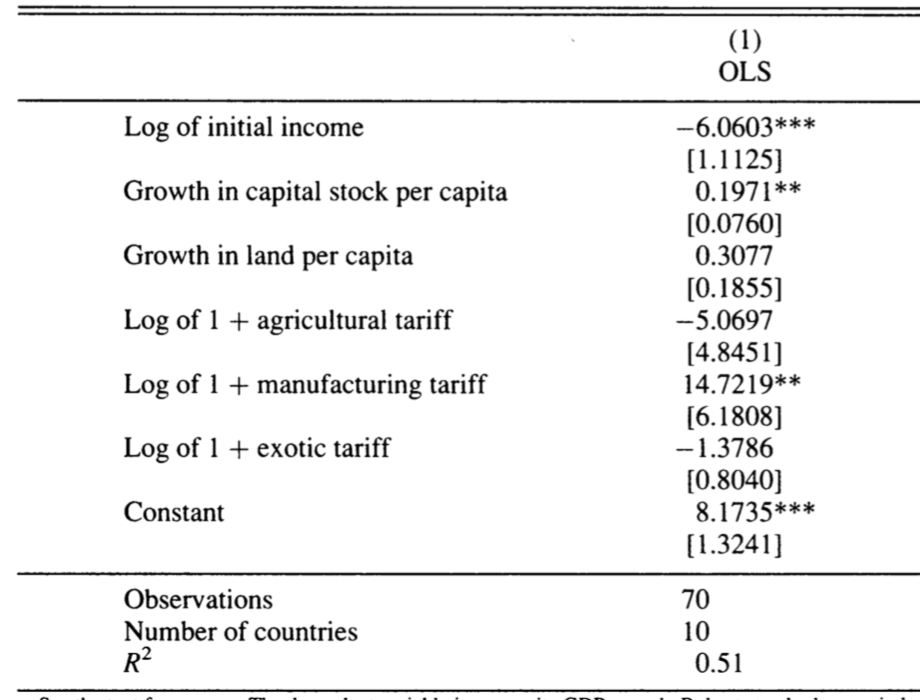 (1)
OLS
Log of initial income −6.0603***
[1.1125]
Growth in capital stock per capita 0.1971**
[0.0760]
Growth in land per capita 0.3077
[0.1855]
Log of 1 + agricultural tariff −5.0697
[4.8451]
Log of 1 + manufacturing tariff 14.7219**
[6.1808]
Log of 1 + exotic tariff −1.3786
[0.8040]
Constant 8.1735***
[1.3241]
Observations 70
Number of countries 10
R² 0.51